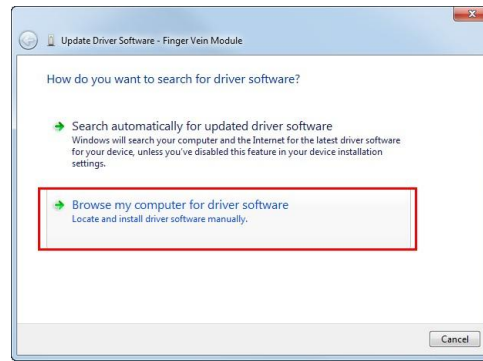 Update Driver Software - Finger Vein Module
How do you want to search for driver software?
Search automatically for updated driver software
Windows will search your computer and the Internet for the latest driver software
for your device, unless you've disabled this feature in your device installation
settings.
Browse my computer for driver software
Locate and install driver software manually.
Cancel